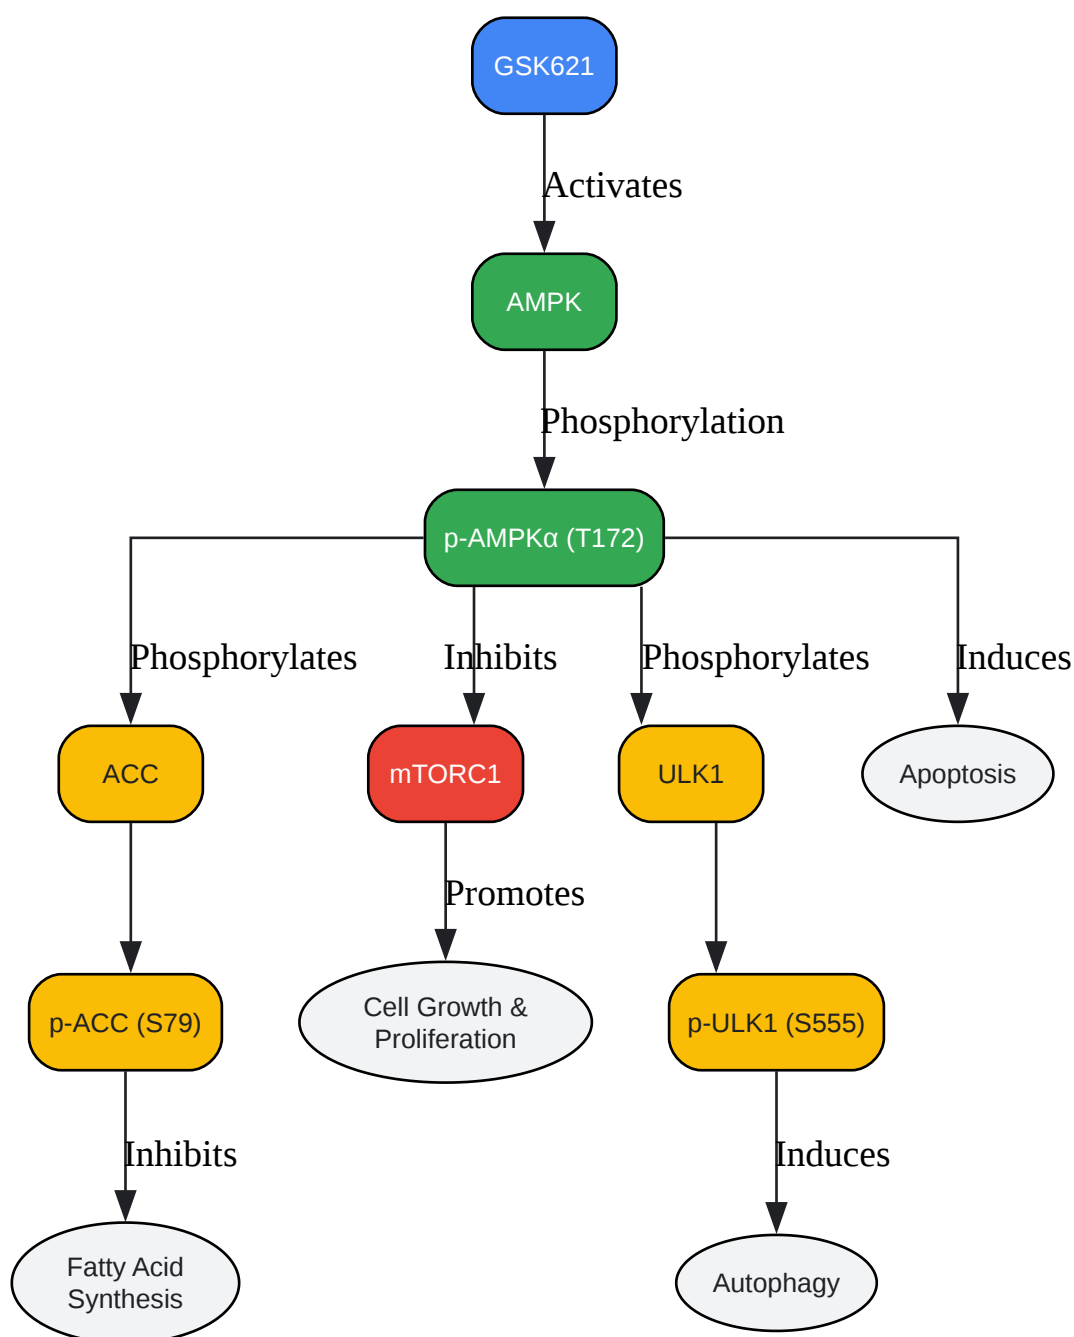 GSK621
Activates
AMPK
Phosphorylation
p-AMPKα (T172)
Phosphorylates
Inhibits
Phosphorylates
Induces
ACC
mTORC1
ULK1
Apoptosis
Promotes
p-ACC (S79)
Cell Growth &
Proliferation
p-ULK1 (S555)
Inhibits
Induces
Fatty Acid
Synthesis
Autophagy